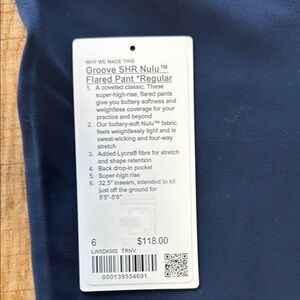 WHY WE MADE THIS
Groove SHR Nulu™
Flared Pant *Regular
1. A coveted classic. These
super-high-rise, flared pants
give you buttery softness and
weightless coverage for your
practice and beyond
2. Our buttery-soft Nulu™ fabric
feels weightlessly light and is
sweat-wicking and four-way
stretch
3. Added Lycra® fibre for stretch
and shape retention
4. Back drop-in pocket
5. Super-high rise
6: 32.5" inseam, intended to sit
just off the ground for
5'5"-5'8"
6 $118.00
LW5DKMS TRNV
000139554691